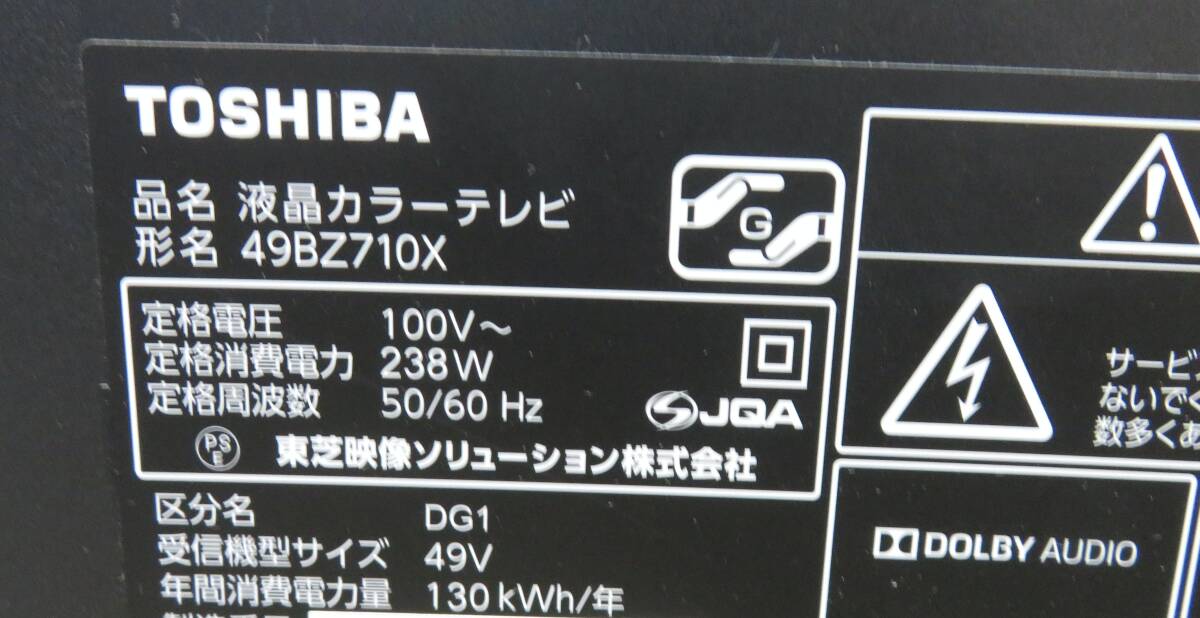 TOSHIBA
品名 液晶カラーテレビ
形名 49BZ710X
G
定格電圧 100V～
定格消費電力 238W
定格周波数 50/60 Hz
JQA
PS
E
東芝映像ソリューション株式会社
区分名 DG1
受信機型サイズ 49V
年間消費電力量 130 kWh/年
サービ
ないで
数多くあ
DOLBY AUDIO